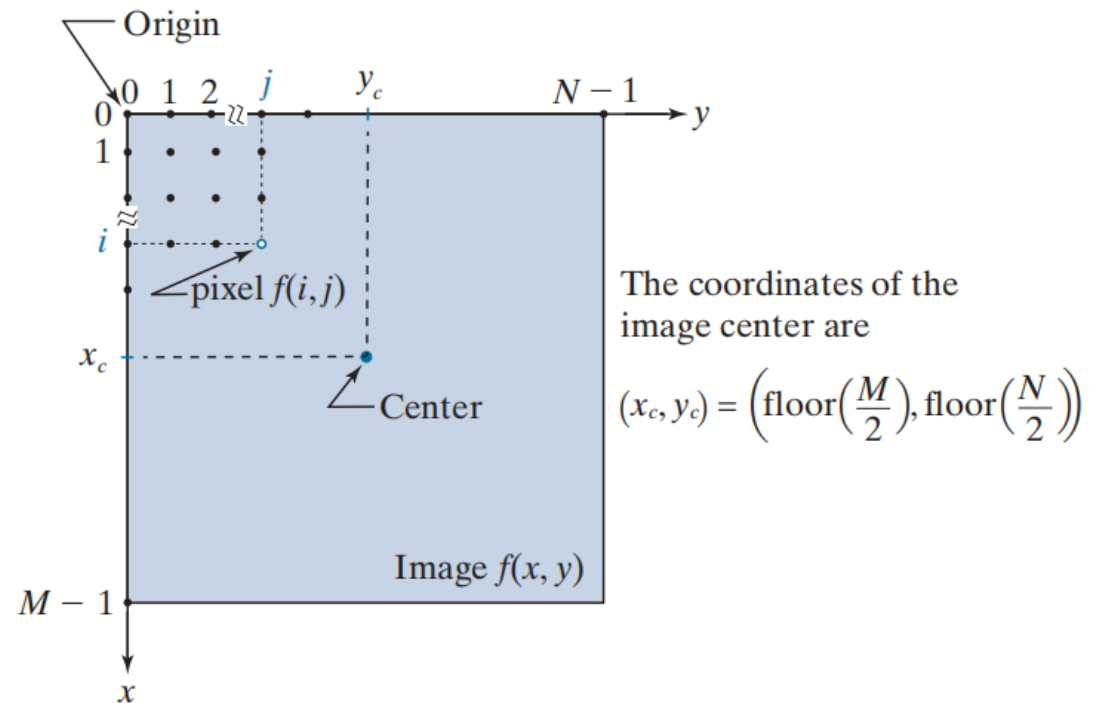 Origin
0 1 2 j y_c N − 1
0 y
1
i
pixel f(i, j)
The coordinates of the
image center are
x_c
Center
(x_c, y_c) = (floor(M/2), floor(N/2))
Image f(x, y)
M − 1
x